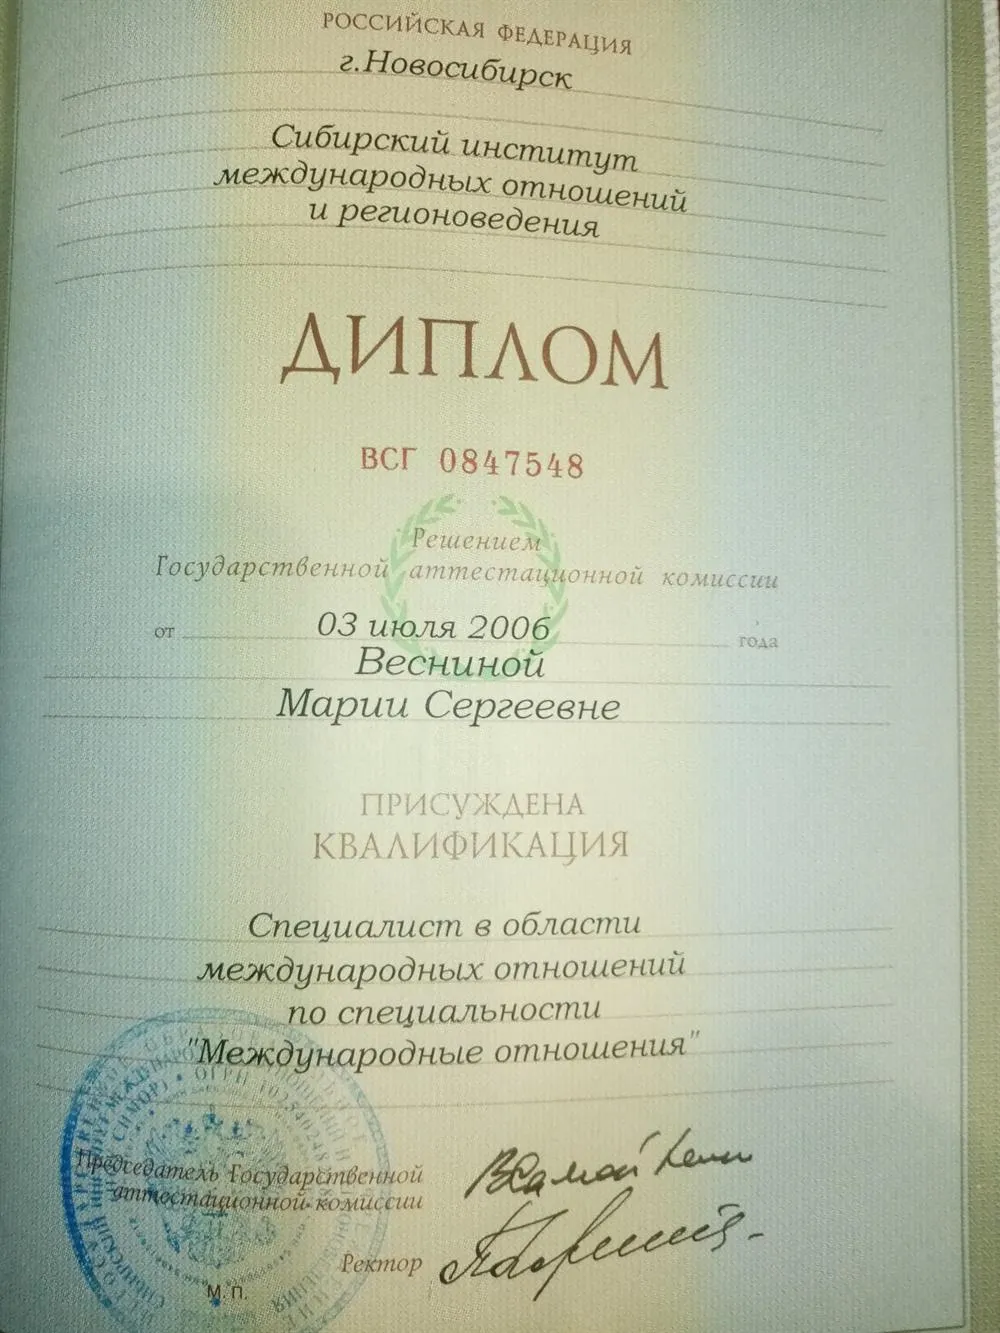 РОССИЙСКАЯ ФЕДЕРАЦИЯ
г.Новосибирск
Сибирский институт
международных отношений
и регионоведения
ДИПЛОМ
ВСГ 0847548
Решением
Государственной аттестационной комиссии
от 03 июля 2006 года
Весниной
Марии Сергеевне
ПРИСУЖДЕНА
КВАЛИФИКАЦИЯ
Специалист в области
международных отношений
по специальности
"Международные отношения"
Председатель Государственной
аттестационной комиссии
Ректор
М. П.